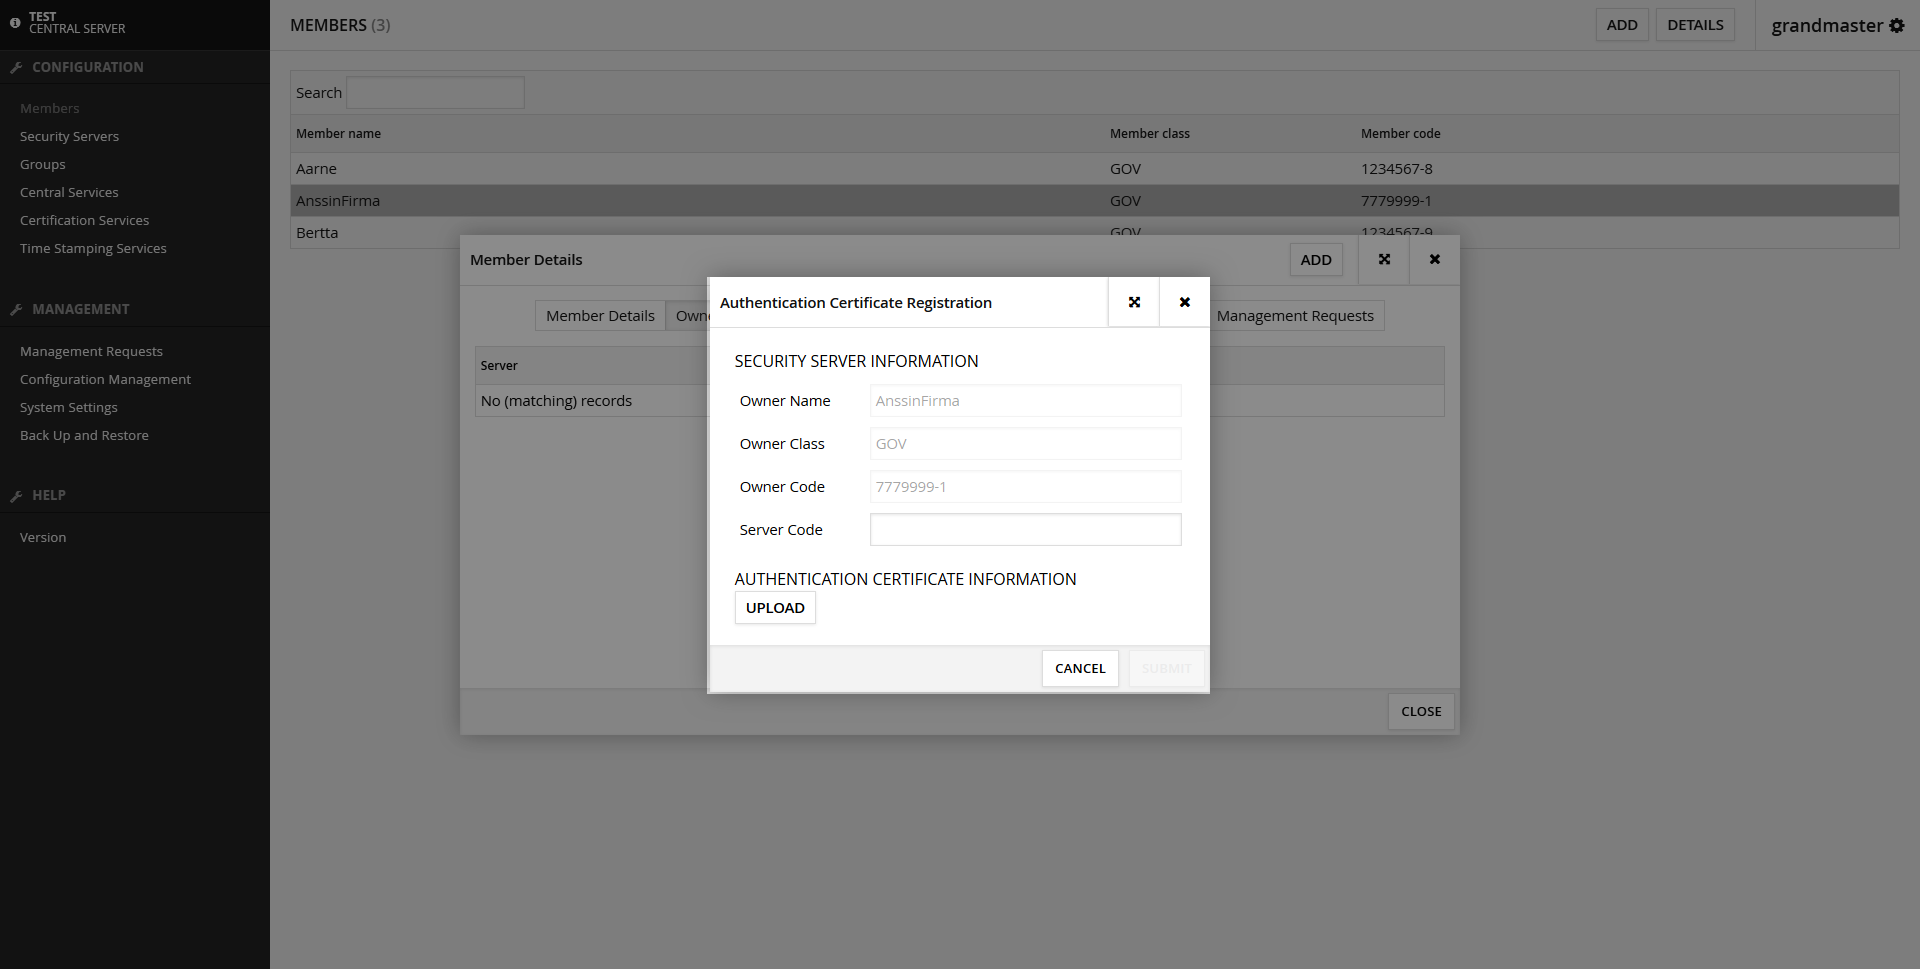 TEST
CENTRAL SERVER
MEMBERS (3)
ADD
DETAILS
grandmaster
CONFIGURATION
Members
Security Servers
Groups
Central Services
Certification Services
Time Stamping Services
MANAGEMENT
Management Requests
Configuration Management
System Settings
Back Up and Restore
HELP
Version
Search
Member name Member class Member code
Aarne GOV 1234567-8
AnssinFirma GOV 7779999-1
Bertta GOV 1234567-9
Member Details
ADD
Member Details
Owne
Management Requests
Server
No (matching) records
Authentication Certificate Registration
SECURITY SERVER INFORMATION
Owner Name AnssinFirma
Owner Class GOV
Owner Code 7779999-1
Server Code
AUTHENTICATION CERTIFICATE INFORMATION
UPLOAD
CANCEL
SUBMIT
CLOSE